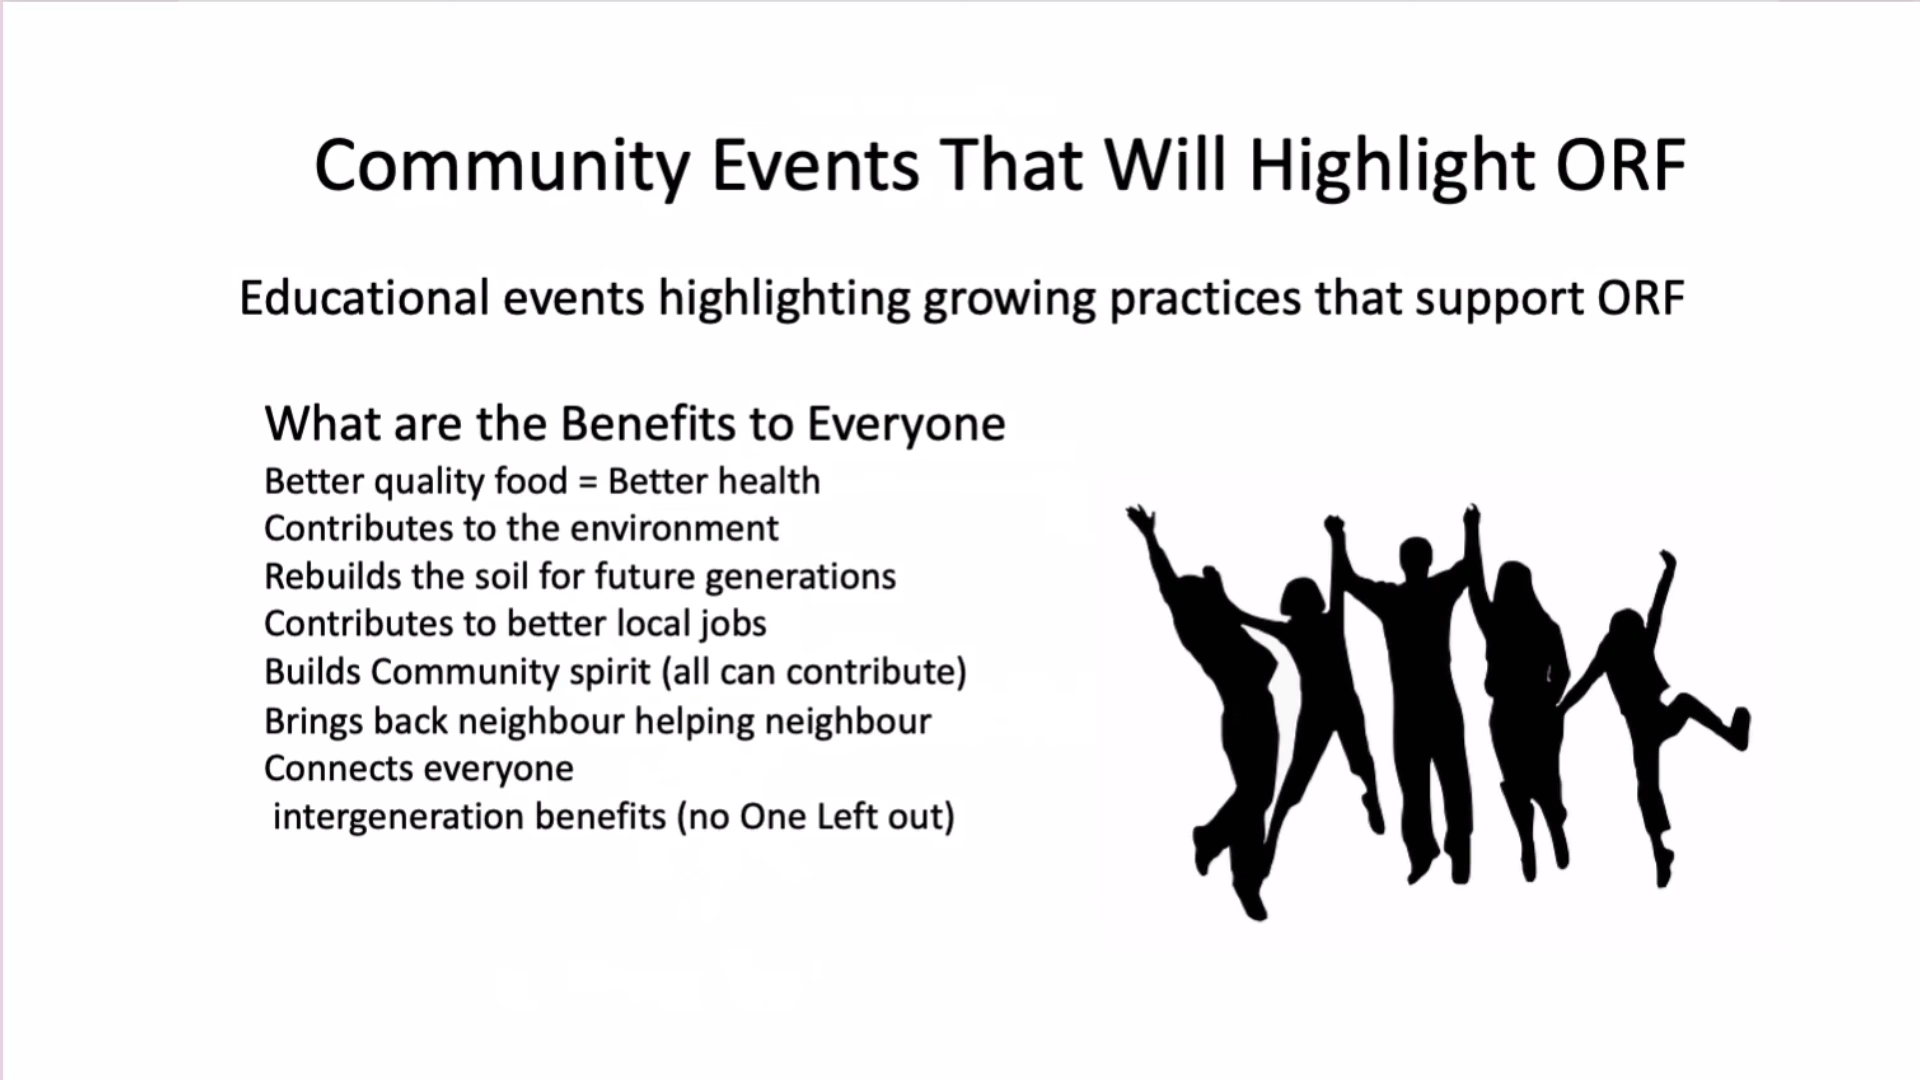 Community Events That Will Highlight ORF
Educational events highlighting growing practices that support ORF
What are the Benefits to Everyone
Better quality food = Better health
Contributes to the environment
Rebuilds the soil for future generations
Contributes to better local jobs
Builds Community spirit (all can contribute)
Brings back neighbour helping neighbour
Connects everyone
intergeneration benefits (no One Left out)